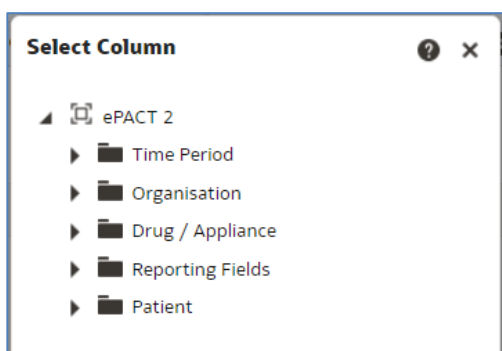 Select Column
ePACT 2
Time Period
Organisation
Drug / Appliance
Reporting Fields
Patient